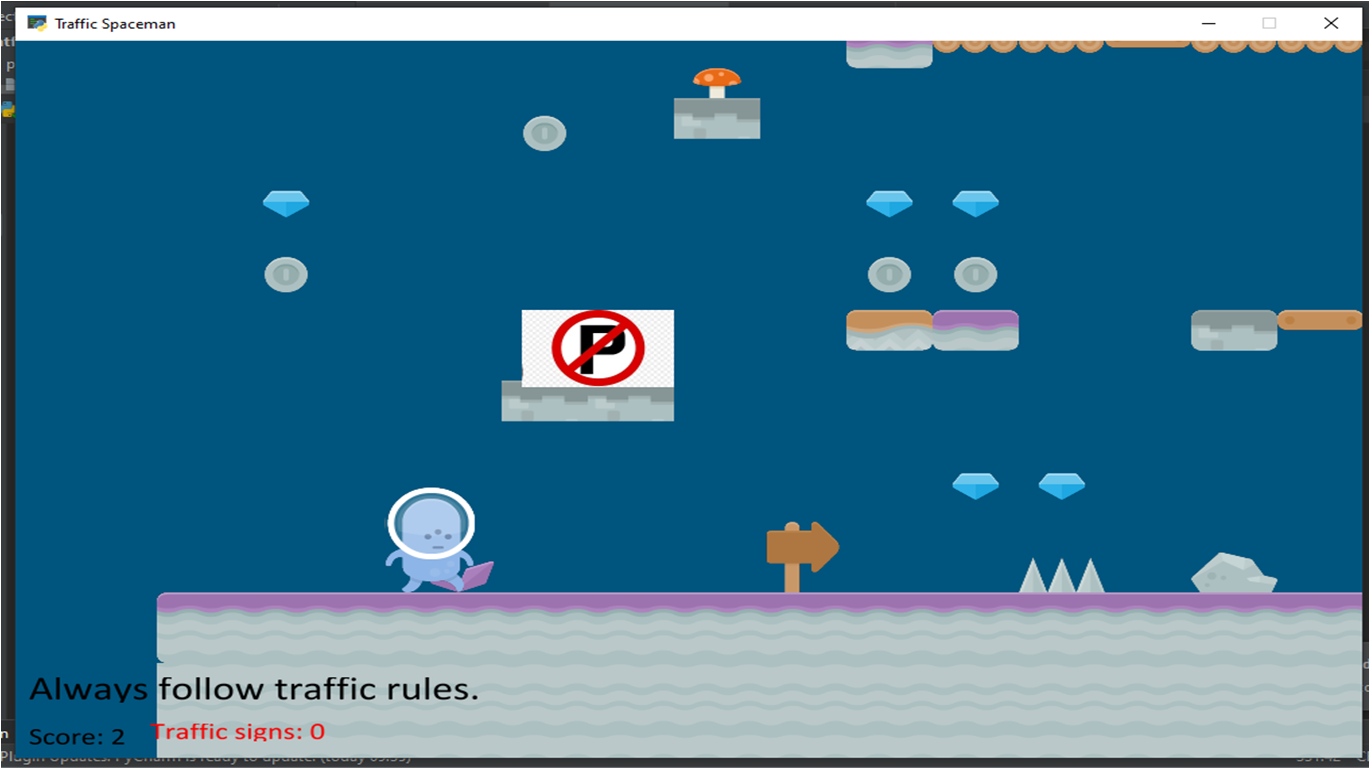 Traffic Spaceman
P
Always follow traffic rules.
Score: 2
Traffic signs: 0